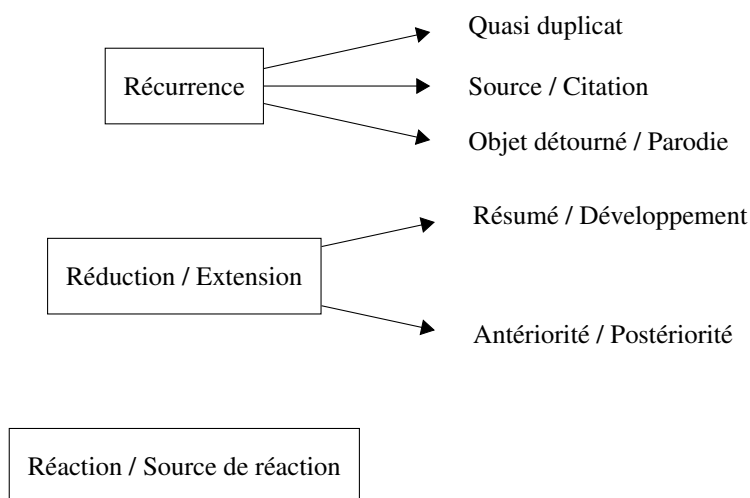 Quasi duplicat
Récurrence
Source / Citation
Objet détourné / Parodie
Résumé / Développement
Réduction / Extension
Antériorité / Postériorité
Réaction / Source de réaction